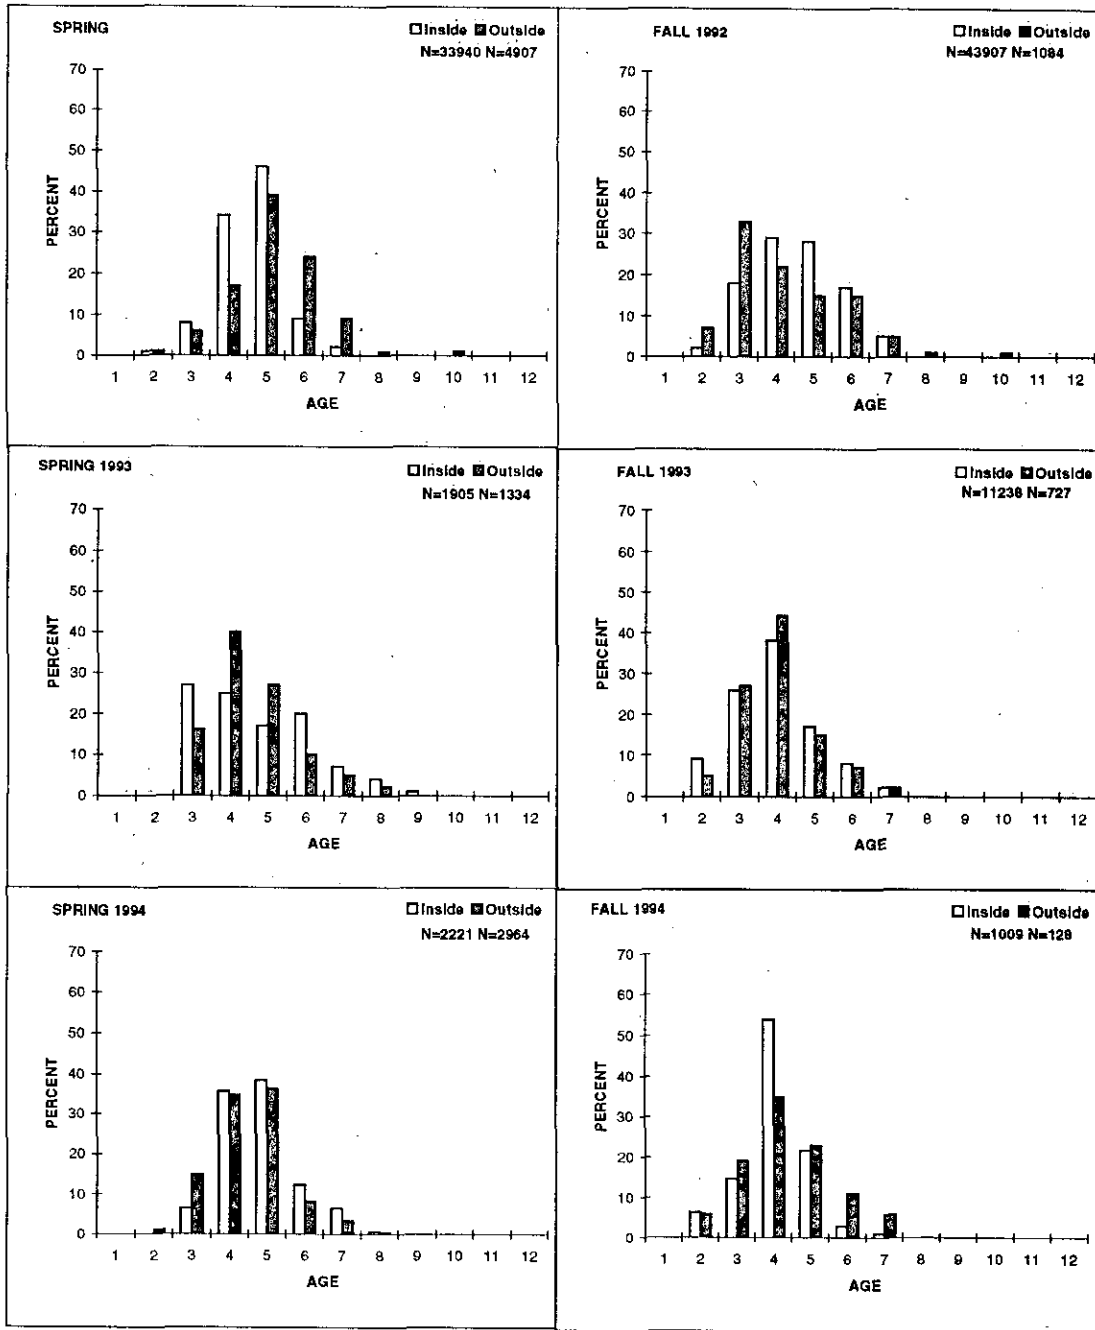 SPRING
Inside Outside
N=33940 N=4907
70
60
50
40
30
20
10
0
PERCENT
1 2 3 4 5 6 7 8 9 10 11 12
AGE
FALL 1992
Inside Outside
N=43907 N=1084
70
60
50
40
30
20
10
0
PERCENT
1 2 3 4 5 6 7 8 9 10 11 12
AGE
SPRING 1993
Inside Outside
N=1905 N=1334
70
60
50
40
30
20
10
0
PERCENT
1 2 3 4 5 6 7 8 9 10 11 12
AGE
FALL 1993
Inside Outside
N=11238 N=727
70
60
50
40
30
20
10
0
PERCENT
1 2 3 4 5 6 7 8 9 10 11 12
AGE
SPRING 1994
Inside Outside
N=2221 N=2964
70
60
50
40
30
20
10
0
PERCENT
1 2 3 4 5 6 7 8 9 10 11 12
AGE
FALL 1994
Inside Outside
N=1009 N=128
70
60
50
40
30
20
10
0
PERCENT
1 2 3 4 5 6 7 8 9 10 11 12
AGE